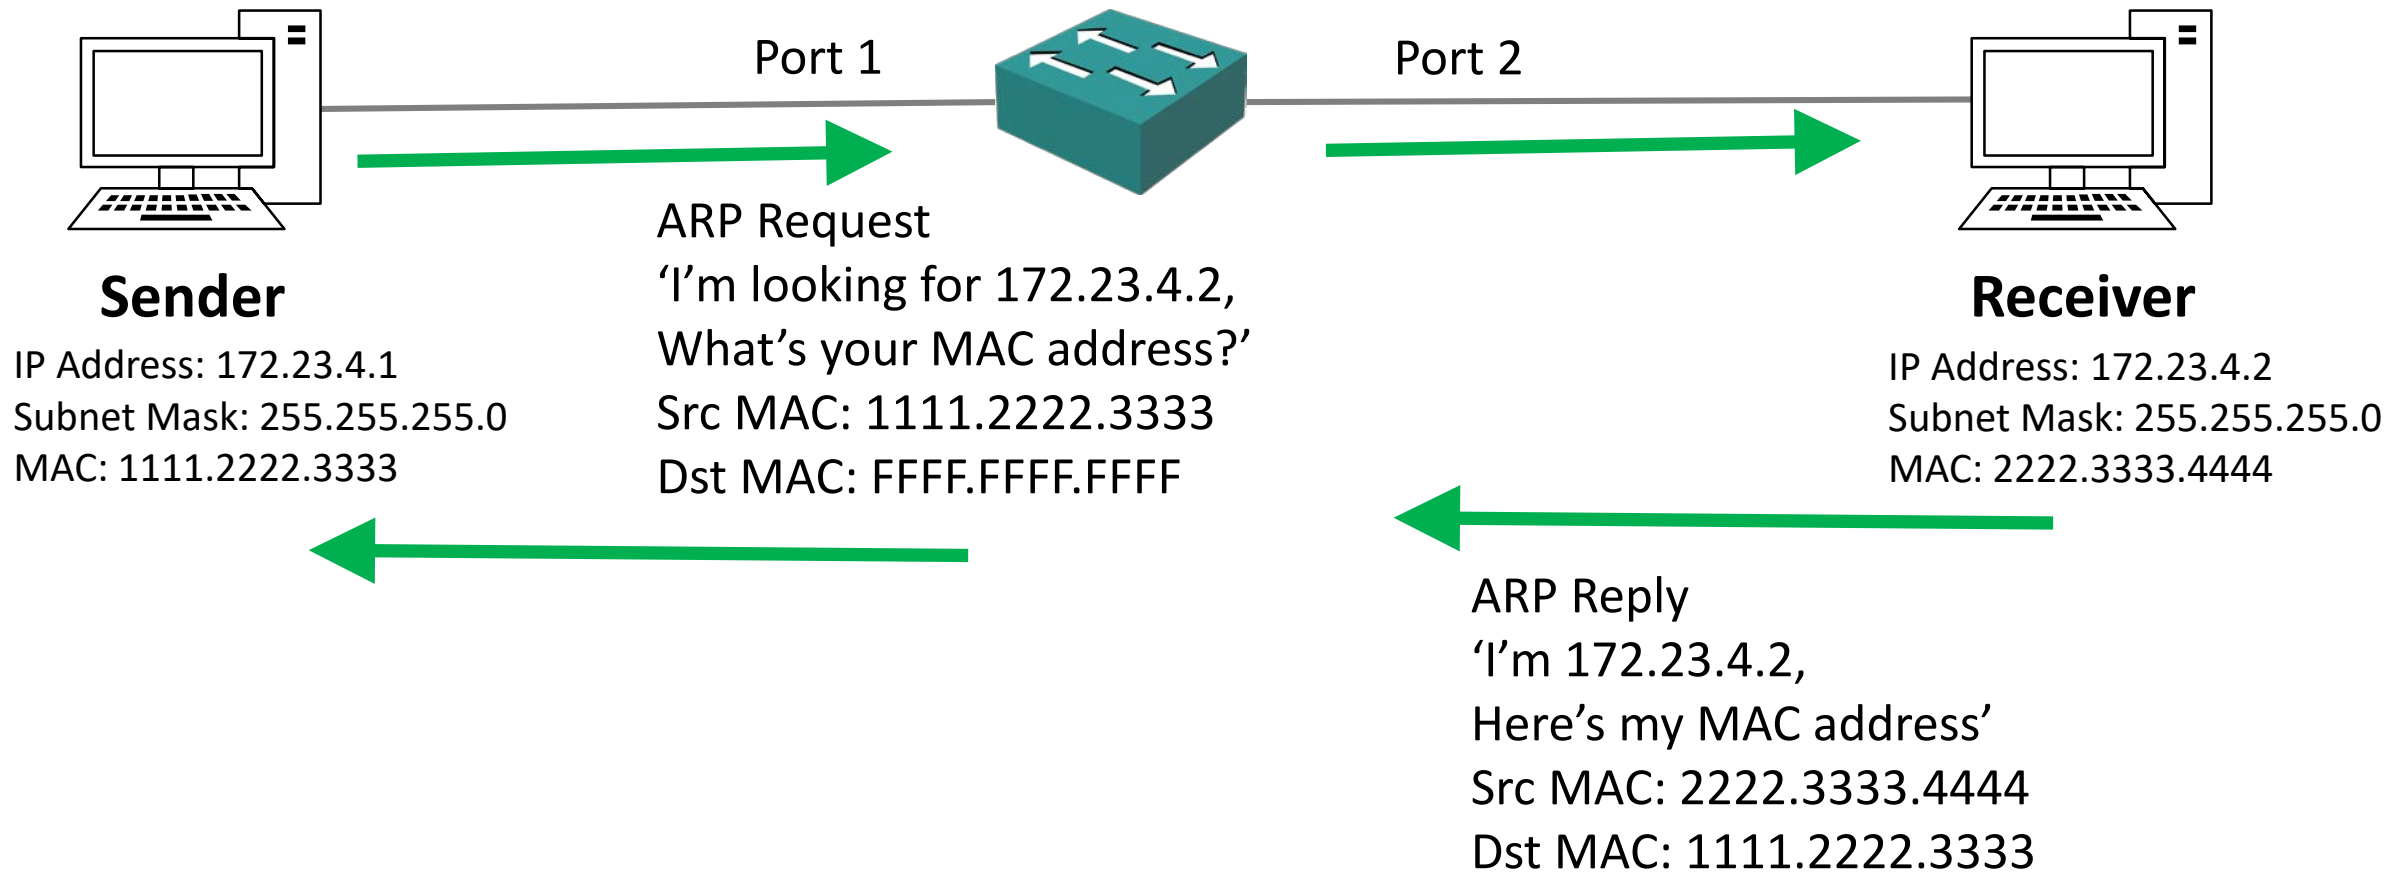 Port 1
Port 2
ARP Request
‘I’m looking for 172.23.4.2,
What’s your MAC address?’
Src MAC: 1111.2222.3333
Dst MAC: FFFF.FFFF.FFFF
Sender
IP Address: 172.23.4.1
Subnet Mask: 255.255.255.0
MAC: 1111.2222.3333
Receiver
IP Address: 172.23.4.2
Subnet Mask: 255.255.255.0
MAC: 2222.3333.4444
ARP Reply
‘I’m 172.23.4.2,
Here’s my MAC address’
Src MAC: 2222.3333.4444
Dst MAC: 1111.2222.3333